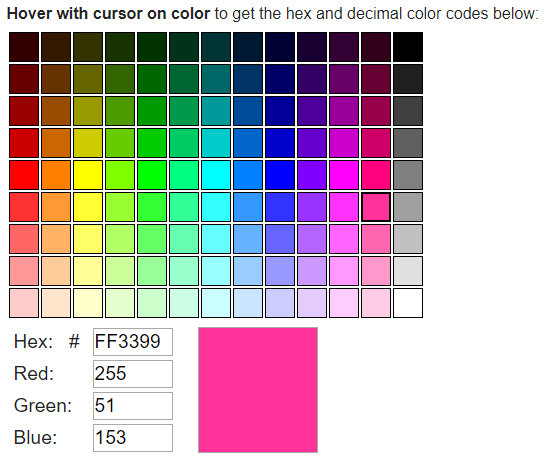 Hover with cursor on color to get the hex and decimal color codes below:
Hex: # FF3399
Red: 255
Green: 51
Blue: 153